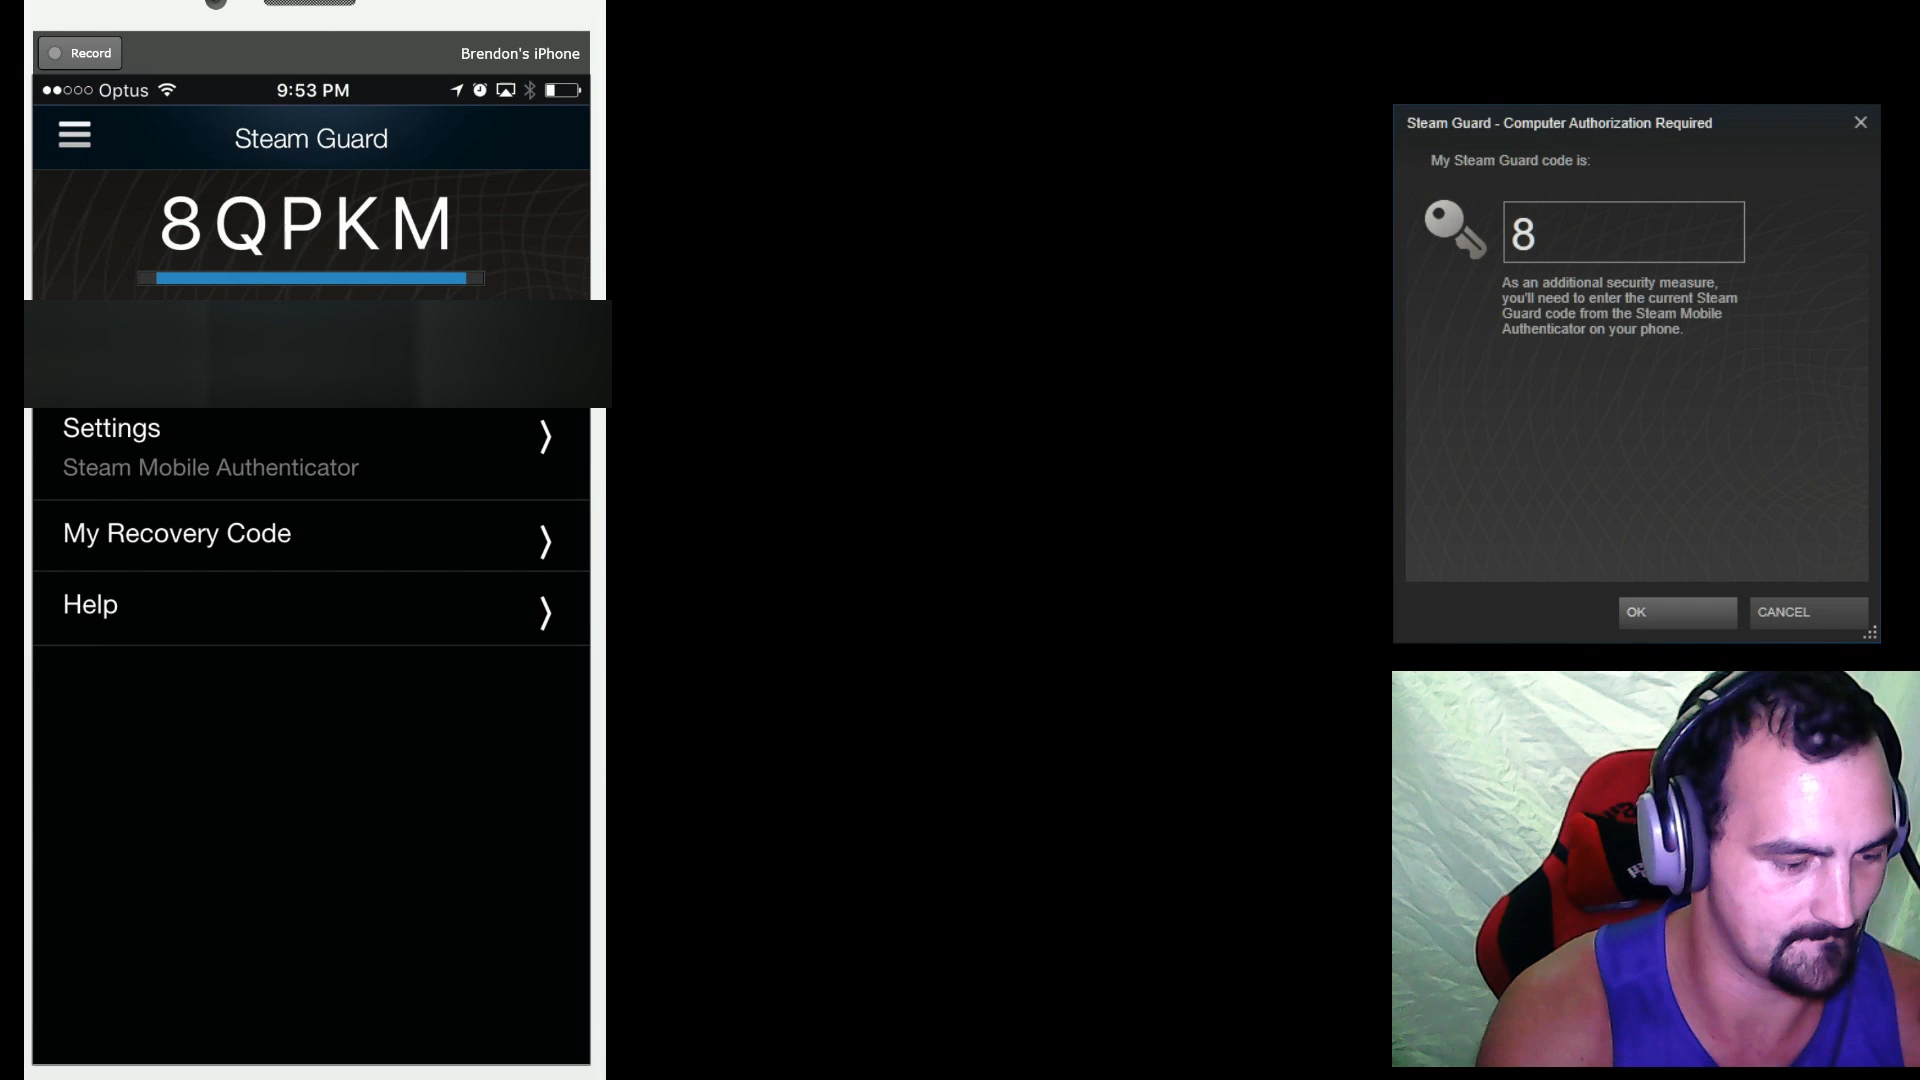 Record
Brendon's iPhone
Optus
9:53 PM
Steam Guard
8QPKM
Settings
Steam Mobile Authenticator
My Recovery Code
Help
Steam Guard - Computer Authorization Required
My Steam Guard code is:
8
As an additional security measure,
you'll need to enter the current Steam
Guard code from the Steam Mobile
Authenticator on your phone.
OK
CANCEL